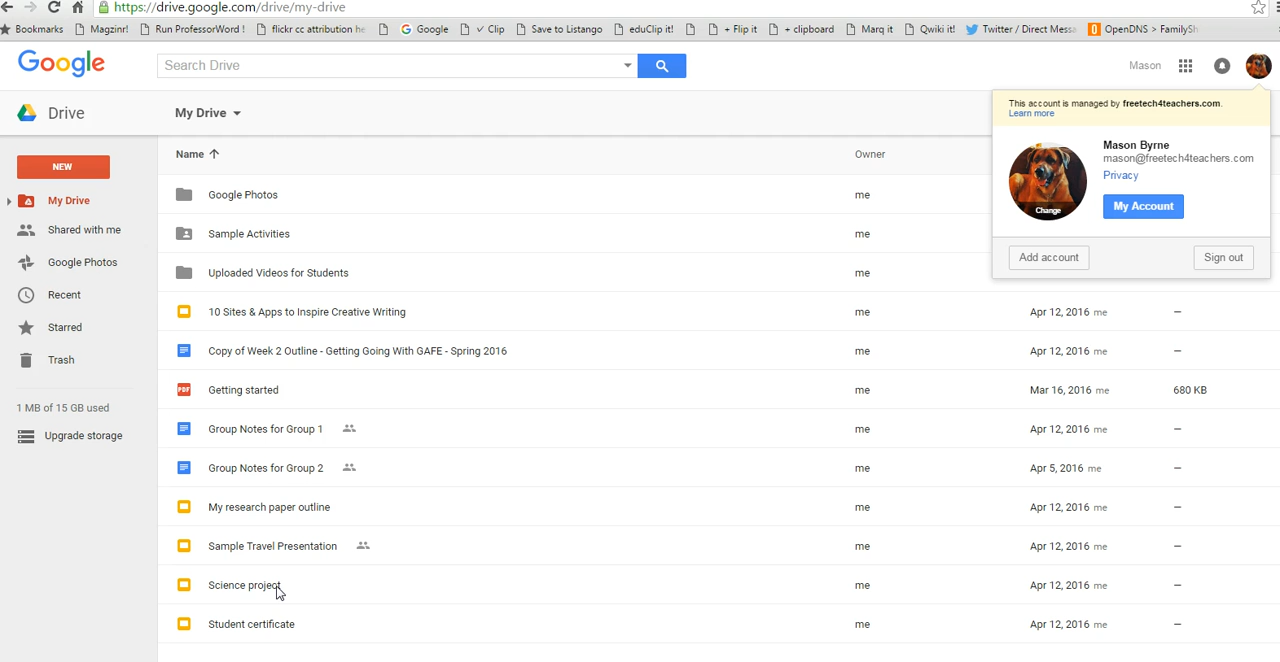 https://drive.google.com/drive/my-drive
Bookmarks Magzinr! Run ProfessorWord ! flickr cc attribution he Google ✓ Clip Save to Listango eduClip it! + Flip it + clipboard Marq it Qwiki it! Twitter / Direct Messa OpenDNS > FamilySh
Google Search Drive Mason
Drive My Drive
This account is managed by freetech4teachers.com.
Learn more
Mason Byrne
mason@freetech4teachers.com
Privacy
Change
My Account
Add account Sign out
NEW
My Drive
Shared with me
Google Photos
Recent
Starred
Trash
1 MB of 15 GB used
Upgrade storage
Name Owner
Google Photos me
Sample Activities me
Uploaded Videos for Students me
10 Sites & Apps to Inspire Creative Writing me Apr 12, 2016 me –
Copy of Week 2 Outline - Getting Going With GAFE - Spring 2016 me Apr 12, 2016 me –
PDF Getting started me Mar 16, 2016 me 680 KB
Group Notes for Group 1 me Apr 12, 2016 me –
Group Notes for Group 2 me Apr 5, 2016 me –
My research paper outline me Apr 12, 2016 me –
Sample Travel Presentation me Apr 12, 2016 me –
Science project me Apr 12, 2016 me –
Student certificate me Apr 12, 2016 me –